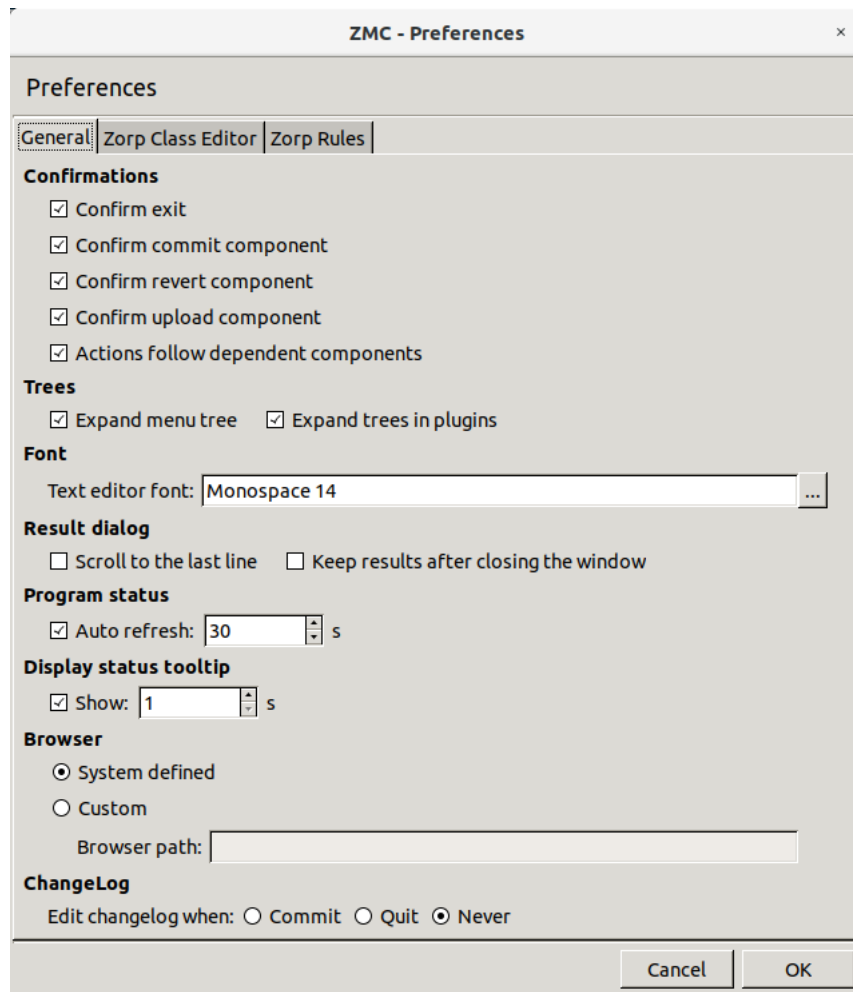 ZMC - Preferences ×
Preferences
General Zorp Class Editor Zorp Rules
Confirmations
Confirm exit
Confirm commit component
Confirm revert component
Confirm upload component
Actions follow dependent components
Trees
Expand menu tree Expand trees in plugins
Font
Text editor font: Monospace 14 ...
Result dialog
Scroll to the last line Keep results after closing the window
Program status
Auto refresh: 30 s
Display status tooltip
Show: 1 s
Browser
System defined
Custom
Browser path:
ChangeLog
Edit changelog when: Commit Quit Never
Cancel OK